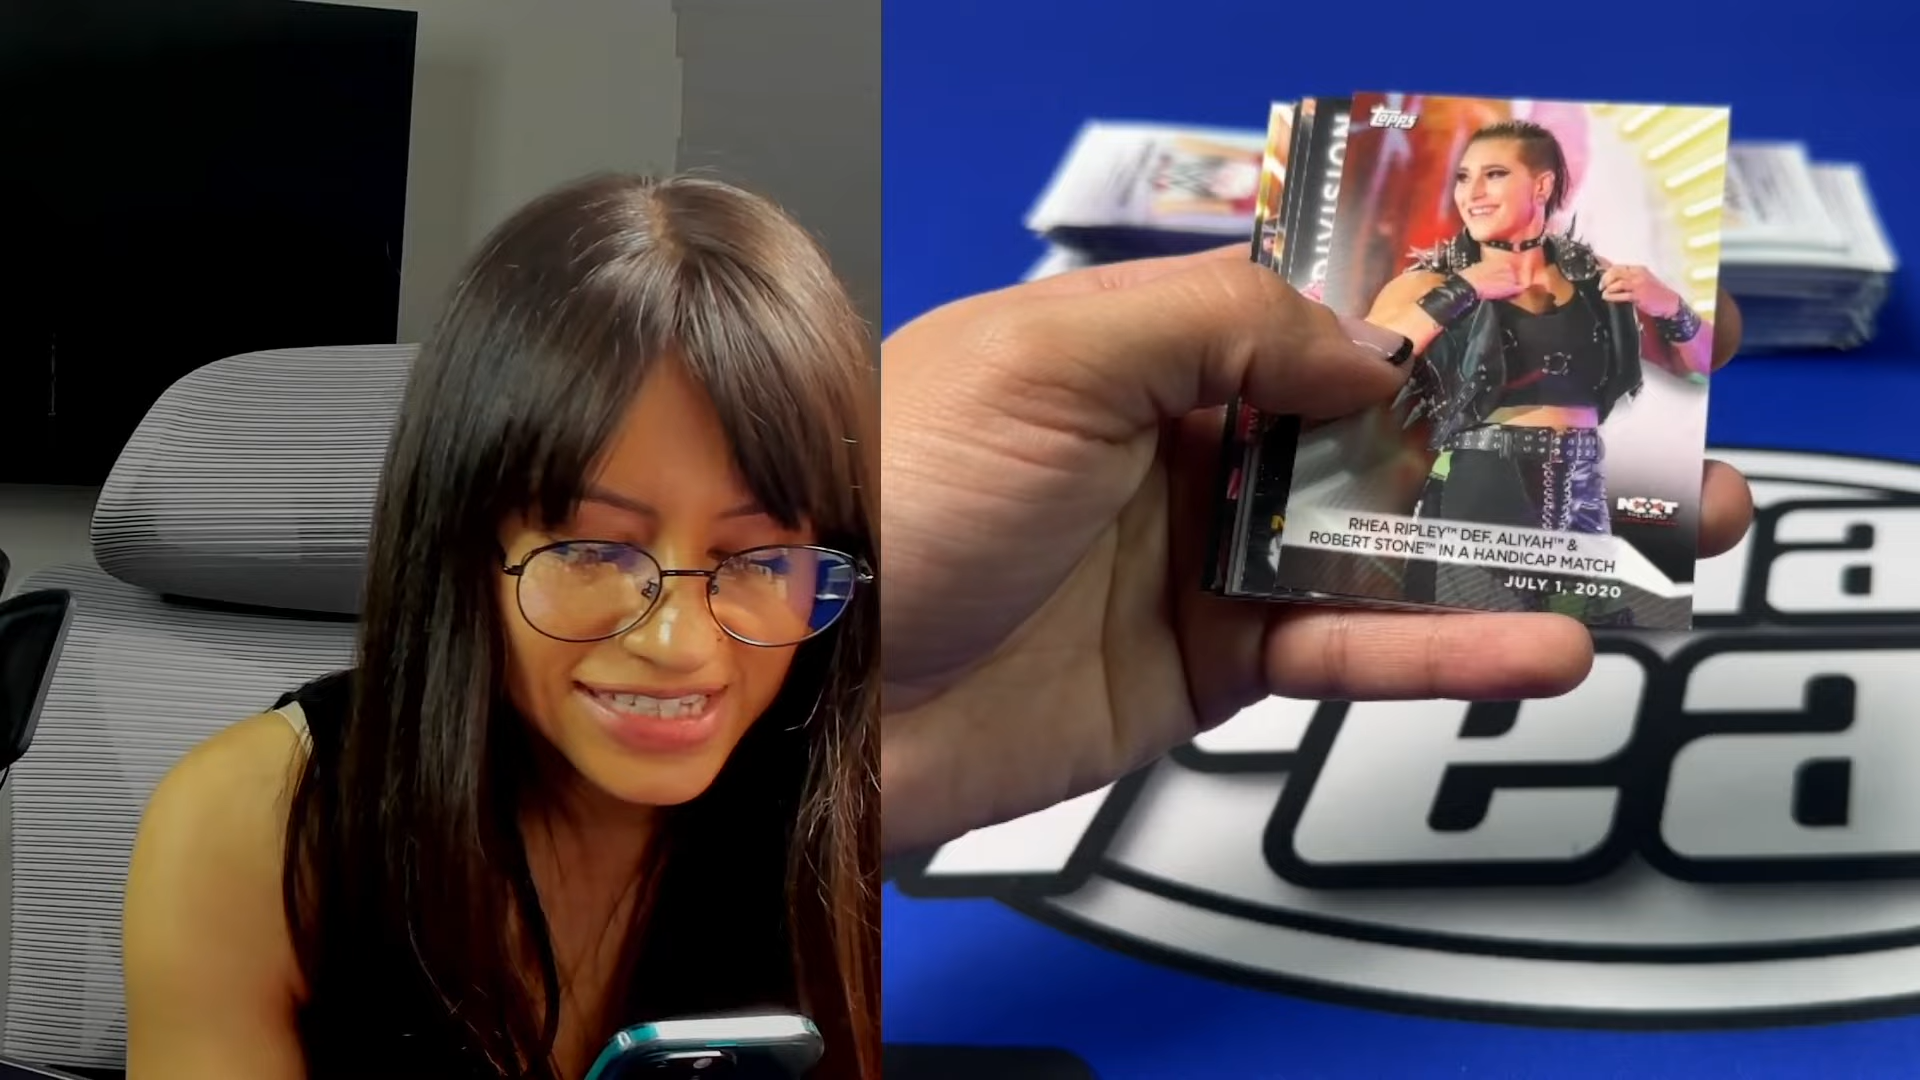 Topps
DIVISION
NXT
RHEA RIPLEY™ DEF. ALIYAH™ &
ROBERT STONE™ IN A HANDICAP MATCH
JULY 1, 2020